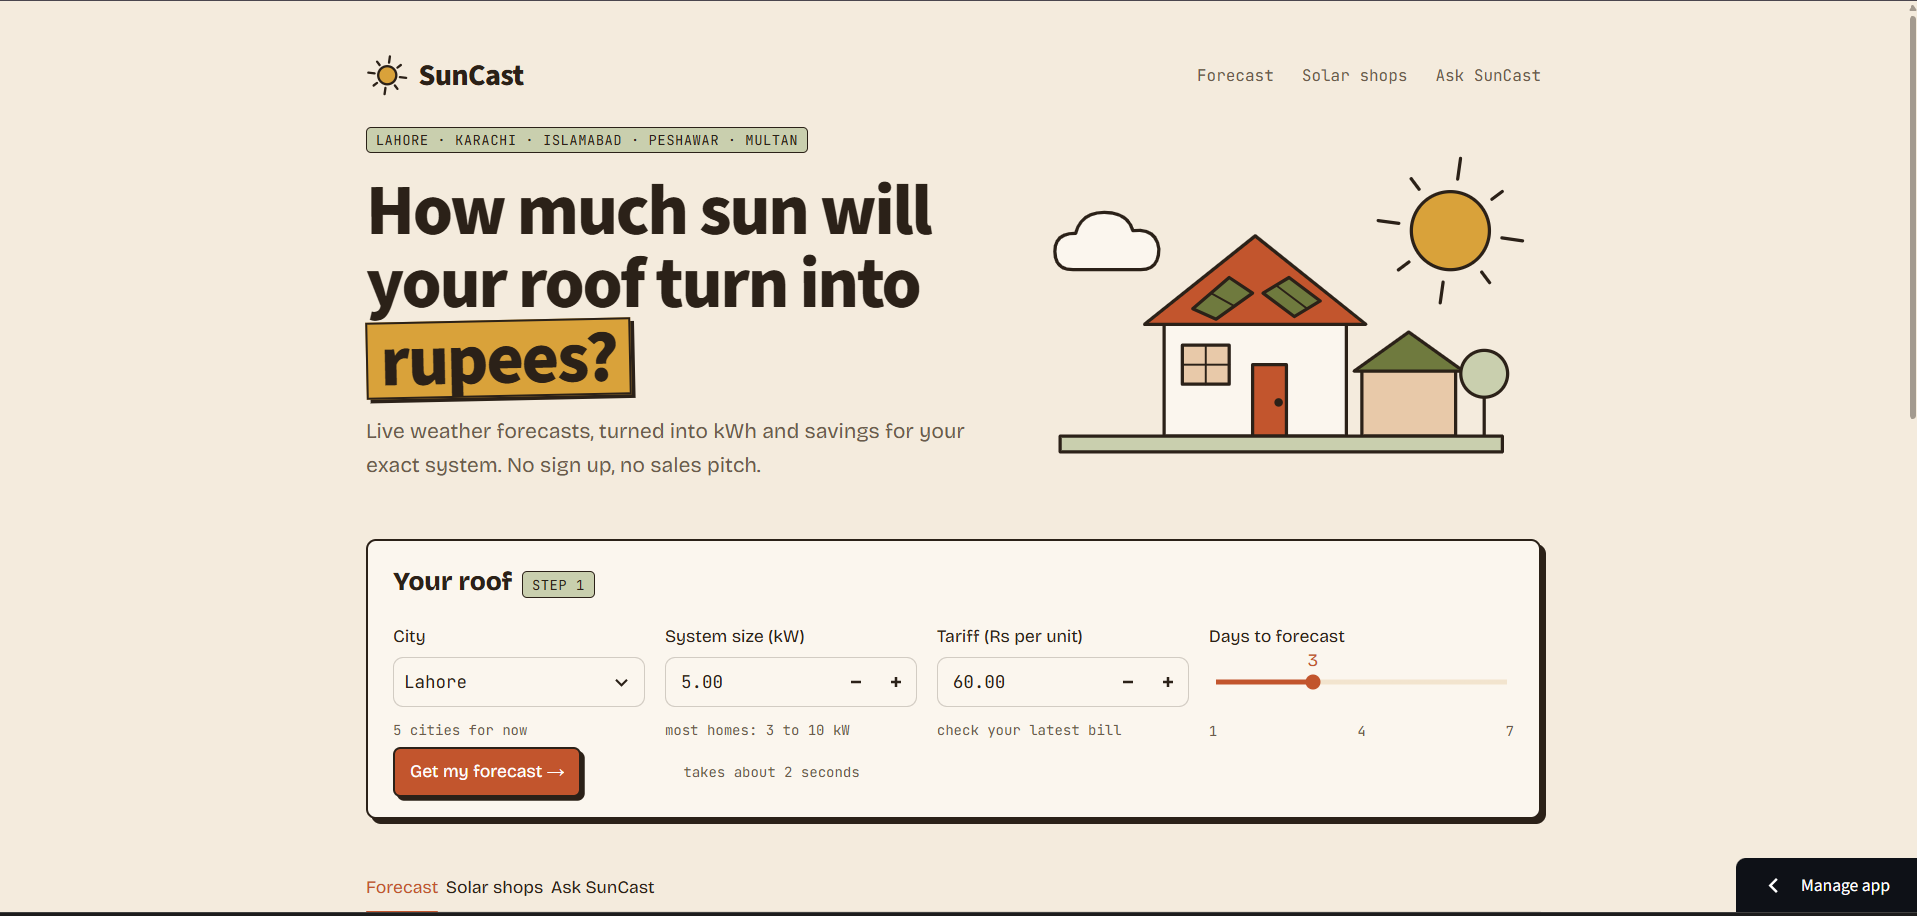 SunCast
Forecast Solar shops Ask SunCast
LAHORE · KARACHI · ISLAMABAD · PESHAWAR · MULTAN
How much sun will
your roof turn into
rupees?
Live weather forecasts, turned into kWh and savings for your
exact system. No sign up, no sales pitch.
Your roof STEP 1
City System size (kW) Tariff (Rs per unit) Days to forecast
3
Lahore 5.00 − + 60.00 − +
5 cities for now most homes: 3 to 10 kW check your latest bill 1 4 7
Get my forecast → takes about 2 seconds
Forecast Solar shops Ask SunCast
Manage app